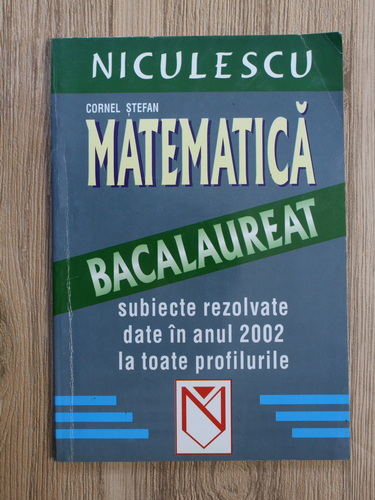 NICULESCU
CORNEL ȘTEFAN
MATEMATICĂ
BACALAUREAT
subiecte rezolvate
date în anul 2002
la toate profilurile